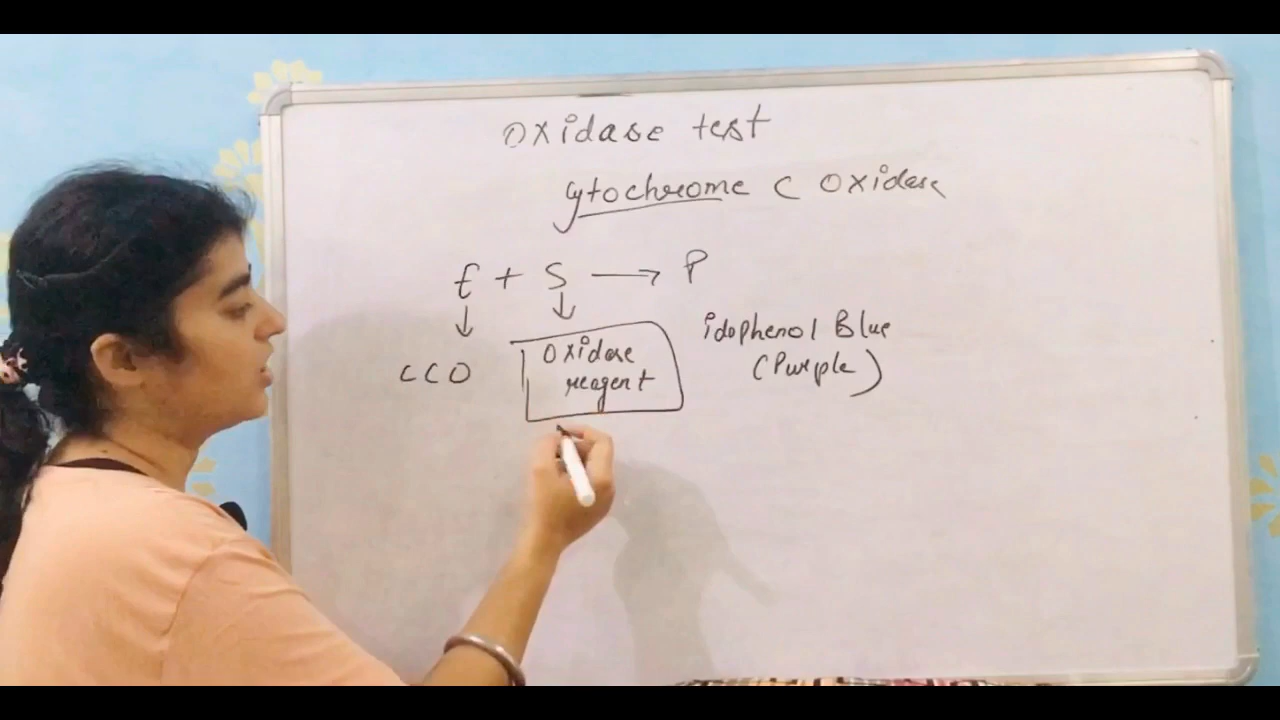 Oxidase test
Cytochrome C Oxidase
E + S → P
↓ ↓
CCO
Oxidase reagent
idophenol Blue
(Purple)